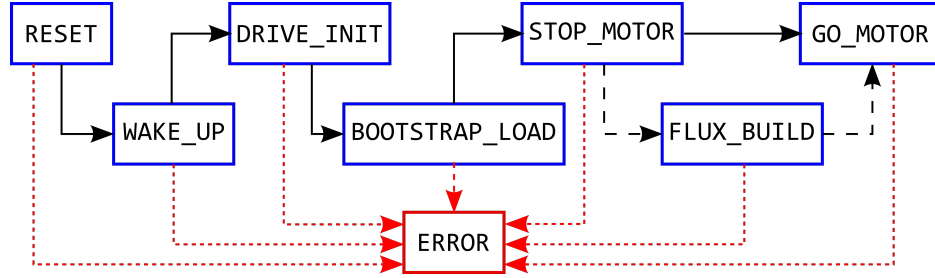 RESET
DRIVE_INIT
STOP_MOTOR
GO_MOTOR
WAKE_UP
BOOTSTRAP_LOAD
FLUX_BUILD
ERROR